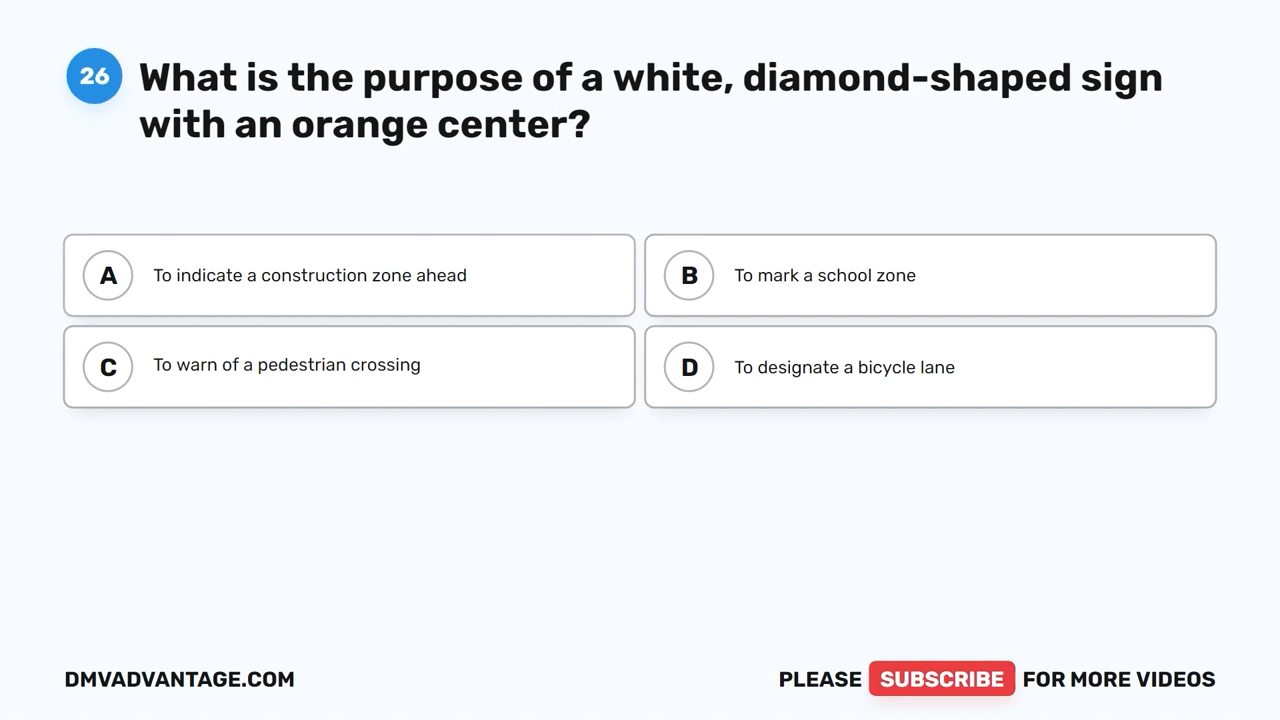 26
What is the purpose of a white, diamond-shaped sign
with an orange center?
A To indicate a construction zone ahead
B To mark a school zone
C To warn of a pedestrian crossing
D To designate a bicycle lane
DMVADVANTAGE.COM
PLEASE SUBSCRIBE FOR MORE VIDEOS